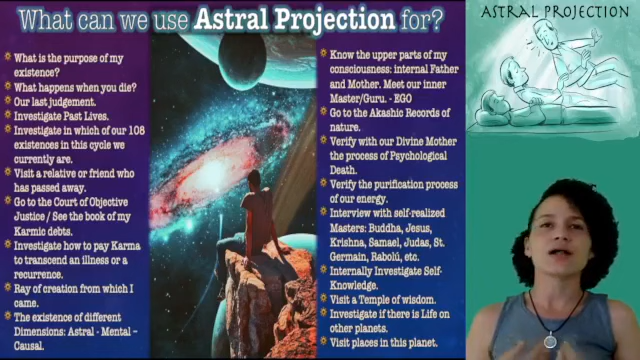 What can we use Astral Projection for?
What is the purpose of my
existence?
What happens when you die?
Our last judgement.
Investigate Past Lives.
Investigate in which of our 108
existences in this cycle we
currently are.
Visit a relative or friend who
has passed away.
Go to the Court of Objective
Justice / See the book of my
Karmic debts.
Investigate how to pay Karma
to transcend an illness or a
recurrence.
Ray of creation from which I
came.
The existence of different
Dimensions: Astral - Mental –
Causal.
Know the upper parts of my
consciousness: internal Father
and Mother. Meet our inner
Master/Guru. - EGO
Go to the Akashic Records of
nature.
Verify with our Divine Mother
the process of Psychological
Death.
Verify the purification process
of our energy.
Interview with self-realized
Masters: Buddha, Jesus,
Krishna, Samael, Judas, St.
Germain, Rabolú, etc.
Internally Investigate Self-
Knowledge.
Visit a Temple of wisdom.
Investigate if there is Life on
other planets.
Visit places in this planet.
ASTRAL PROJECTION